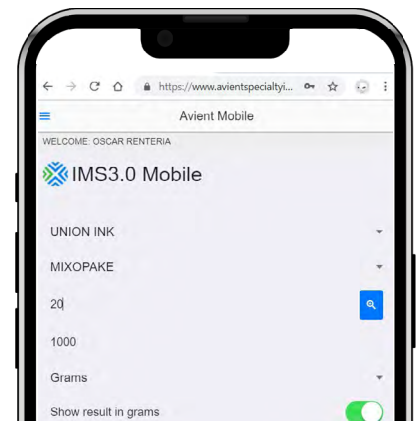 https://www.avientspecialtyi...
Avient Mobile
WELCOME: OSCAR RENTERIA
IMS3.0 Mobile
UNION INK
MIXOPAKE
20
1000
Grams
Show result in grams